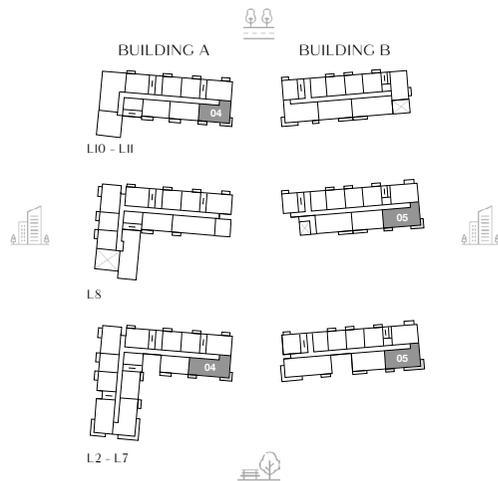 BUILDING A BUILDING B
04
L10 - L11
05
L8
04 05
L2 - L7